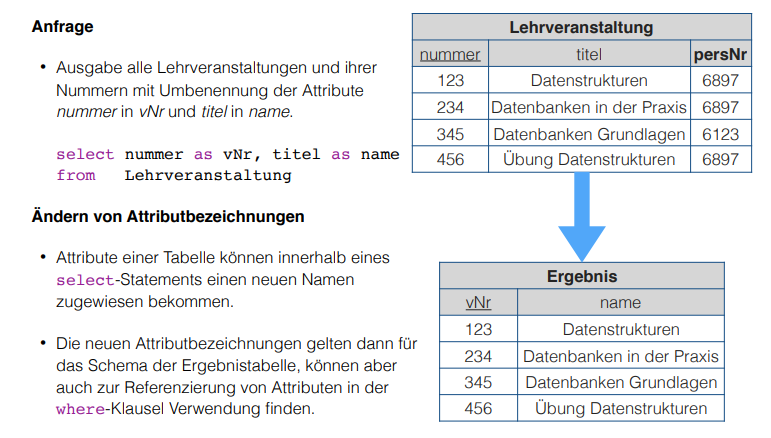 Anfrage
• Ausgabe alle Lehrveranstaltungen und ihrer
Nummern mit Umbenennung der Attribute
nummer in vNr und titel in name.
select nummer as vNr, titel as name
from Lehrveranstaltung
Ändern von Attributbezeichnungen
• Attribute einer Tabelle können innerhalb eines
select-Statements einen neuen Namen
zugewiesen bekommen.
• Die neuen Attributbezeichnungen gelten dann für
das Schema der Ergebnistabelle, können aber
auch zur Referenzierung von Attributen in der
where-Klausel Verwendung finden.
Lehrveranstaltung
nummer titel persNr
123 Datenstrukturen 6897
234 Datenbanken in der Praxis 6897
345 Datenbanken Grundlagen 6123
456 Übung Datenstrukturen 6897
Ergebnis
vNr name
123 Datenstrukturen
234 Datenbanken in der Praxis
345 Datenbanken Grundlagen
456 Übung Datenstrukturen